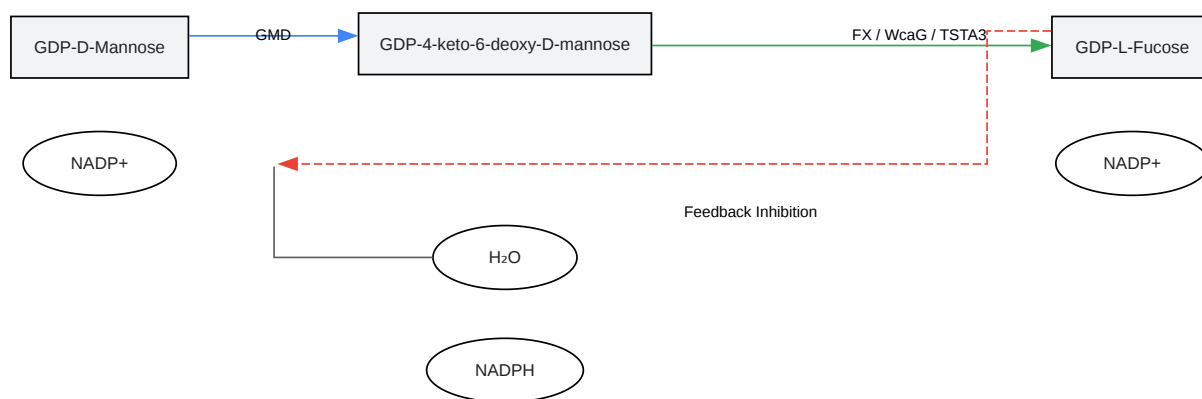 GDP-D-Mannose
GMD
GDP-4-keto-6-deoxy-D-mannose
FX / WcaG / TSTA3
GDP-L-Fucose
NADP+
NADP+
Feedback Inhibition
H₂O
NADPH